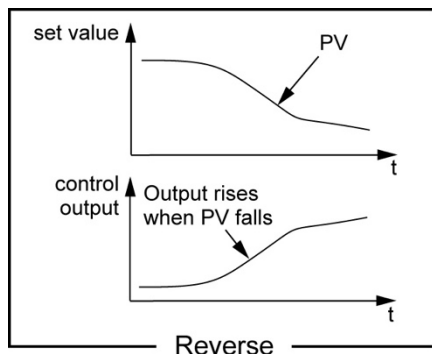 set value
PV
t
control
output
Output rises
when PV falls
t
Reverse